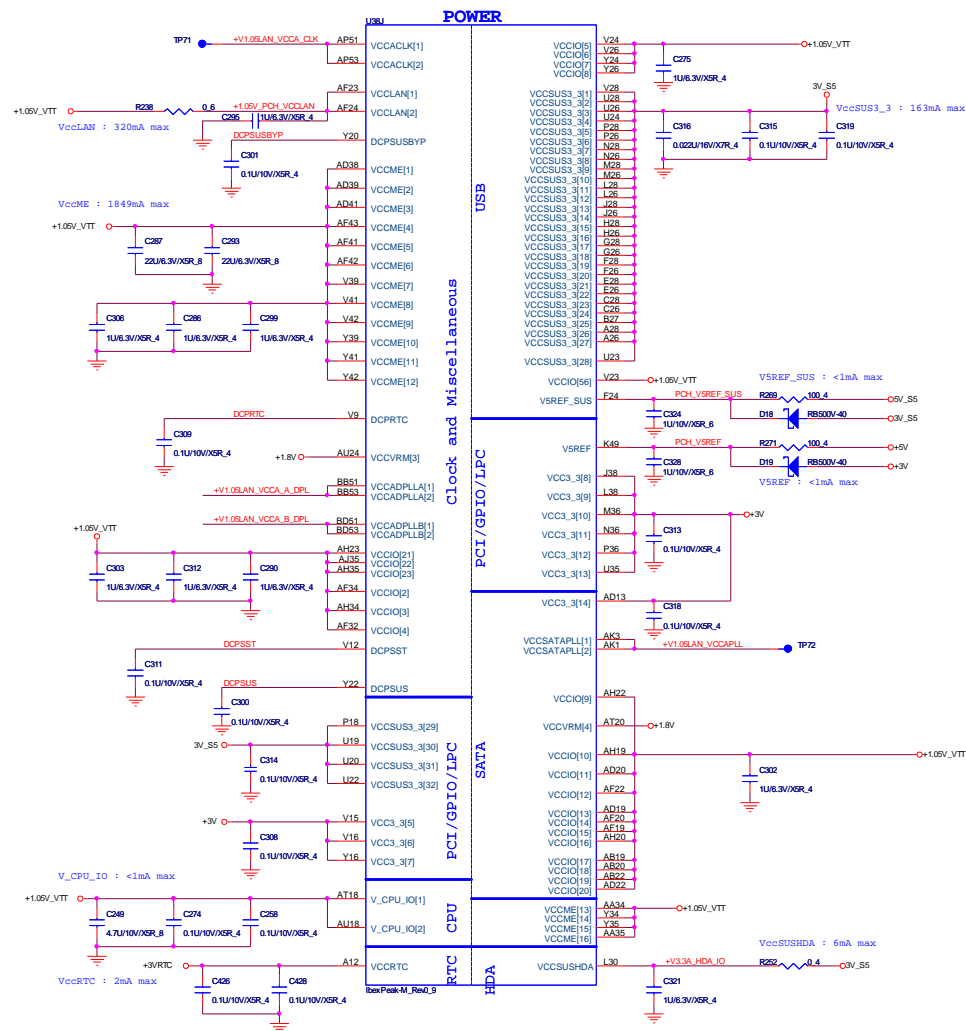 POWER
U38J
TP71
+V1.05LAN_VCCA_CLK
AP51
VCCACLK[1]
AP53
VCCACLK[2]
AF23
VCCLAN[1]
+1.05V_VTT
R238
0_6
+1.05V_PCH_VCCLAN
AF24
VCCLAN[2]
C295
1U/6.3V/X5R_4
VccLAN : 320mA max
DCPSUSBYP
Y20
DCPSUSBYP
C301
0.1U/10V/X5R_4
AD38
VCCME[1]
AD39
VCCME[2]
AD41
VCCME[3]
VccME : 1849mA max
+1.05V_VTT
AF43
VCCME[4]
AF41
VCCME[5]
AF42
VCCME[6]
C287
22U/6.3V/X5R_8
C293
22U/6.3V/X5R_8
V39
VCCME[7]
V41
VCCME[8]
V42
VCCME[9]
Y39
VCCME[10]
Y41
VCCME[11]
Y42
VCCME[12]
C306
1U/6.3V/X5R_4
C286
1U/6.3V/X5R_4
C299
1U/6.3V/X5R_4
Clock and Miscellaneous
DCPRTC
V9
DCPRTC
C309
0.1U/10V/X5R_4
+1.8V
AU24
VCCVRM[3]
+V1.05LAN_VCCA_A_DPL
BB51
VCCADPLLA[1]
BB53
VCCADPLLA[2]
+V1.05LAN_VCCA_B_DPL
BD51
VCCADPLLB[1]
BD53
VCCADPLLB[2]
+1.05V_VTT
AH23
VCCIO[21]
AJ35
VCCIO[22]
AH35
VCCIO[23]
AF34
VCCIO[2]
AH34
VCCIO[3]
AF32
VCCIO[4]
C303
1U/6.3V/X5R_4
C312
1U/6.3V/X5R_4
C290
1U/6.3V/X5R_4
DCPSST
V12
DCPSST
C311
0.1U/10V/X5R_4
DCPSUS
Y22
DCPSUS
C300
0.1U/10V/X5R_4
P18
VCCSUS3_3[29]
3V_S5
U19
VCCSUS3_3[30]
U20
VCCSUS3_3[31]
U22
VCCSUS3_3[32]
C314
0.1U/10V/X5R_4
PCI/GPIO/LPC
+3V
V15
VCC3_3[5]
V16
VCC3_3[6]
Y16
VCC3_3[7]
C308
0.1U/10V/X5R_4
V_CPU_IO : <1mA max
+1.05V_VTT
AT18
V_CPU_IO[1]
AU18
V_CPU_IO[2]
C249
4.7U/10V/X5R_8
C274
0.1U/10V/X5R_4
C258
0.1U/10V/X5R_4
CPU
+3VRTC
A12
VCCRTC
VccRTC : 2mA max
C426
0.1U/10V/X5R_4
C428
0.1U/10V/X5R_4
RTC
IbexPeak-M_Rev0_9
VCCIO[5]
V24
VCCIO[6]
V26
VCCIO[7]
Y24
VCCIO[8]
Y26
+1.05V_VTT
C275
1U/6.3V/X5R_4
VCCSUS3_3[1]
V28
VCCSUS3_3[2]
U28
VCCSUS3_3[3]
U26
VCCSUS3_3[4]
U24
VCCSUS3_3[5]
P28
VCCSUS3_3[6]
P26
VCCSUS3_3[7]
N28
VCCSUS3_3[8]
N26
VCCSUS3_3[9]
M28
VCCSUS3_3[10]
M26
VCCSUS3_3[11]
L28
VCCSUS3_3[12]
L26
VCCSUS3_3[13]
J28
VCCSUS3_3[14]
J26
VCCSUS3_3[15]
H28
VCCSUS3_3[16]
H26
VCCSUS3_3[17]
G28
VCCSUS3_3[18]
G26
VCCSUS3_3[19]
F28
VCCSUS3_3[20]
F26
VCCSUS3_3[21]
E28
VCCSUS3_3[22]
E26
VCCSUS3_3[23]
C28
VCCSUS3_3[24]
C26
VCCSUS3_3[25]
B27
VCCSUS3_3[26]
A28
VCCSUS3_3[27]
A26
VCCSUS3_3[28]
U23
3V_S5
VccSUS3_3 : 163mA max
C316
0.022U/16V/X7R_4
C315
0.1U/10V/X5R_4
C319
0.1U/10V/X5R_4
USB
VCCIO[56]
V23
+1.05V_VTT
V5REF_SUS : <1mA max
V5REF_SUS
F24
PCH_V5REF_SUS
R269
100_4
5V_S5
C324
1U/10V/X5R_6
D18
RB500V-40
3V_S5
V5REF
K49
PCH_V5REF
R271
100_4
+5V
C328
1U/10V/X5R_6
D19
RB500V-40
+3V
V5REF : <1mA max
PCI/GPIO/LPC
VCC3_3[8]
J38
VCC3_3[9]
L38
VCC3_3[10]
M36
+3V
VCC3_3[11]
N36
VCC3_3[12]
P36
VCC3_3[13]
U35
C313
0.1U/10V/X5R_4
VCC3_3[14]
AD13
C318
0.1U/10V/X5R_4
VCCSATAPLL[1]
AK3
VCCSATAPLL[2]
AK1
+V1.05LAN_VCCAPLL
TP72
SATA
VCCIO[9]
AH22
VCCVRM[4]
AT20
+1.8V
VCCIO[10]
AH19
+1.05V_VTT
VCCIO[11]
AD20
C302
1U/6.3V/X5R_4
VCCIO[12]
AF22
VCCIO[13]
AD19
VCCIO[14]
AF20
VCCIO[15]
AF19
VCCIO[16]
AH20
VCCIO[17]
AB19
VCCIO[18]
AB20
VCCIO[19]
AB22
VCCIO[20]
AD22
VCCME[13]
AA34
VCCME[14]
Y34
VCCME[15]
Y35
VCCME[16]
AA35
+1.05V_VTT
VccSUSHDA : 6mA max
VCCSUSHDA
L30
+V3.3A_HDA_IO
R252
0_4
3V_S5
C321
1U/6.3V/X5R_4
HDA